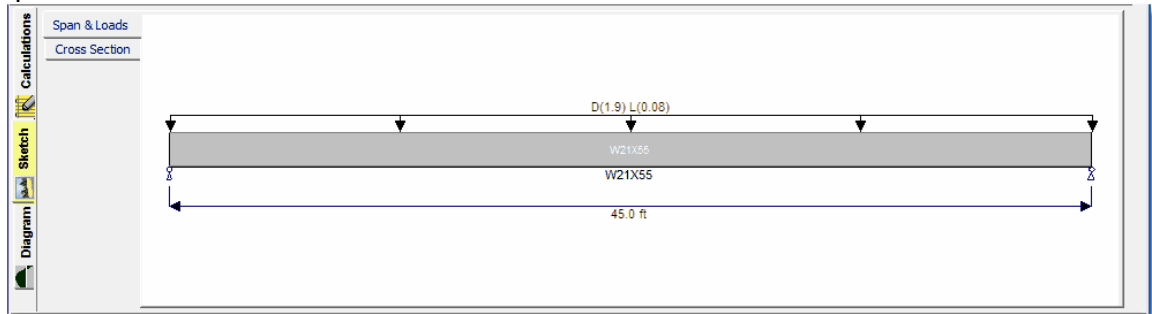 Span & Loads
Cross Section
Calculations
Sketch
Diagram
D(1.9) L(0.08)
W21X55
W21X55
45.0 ft